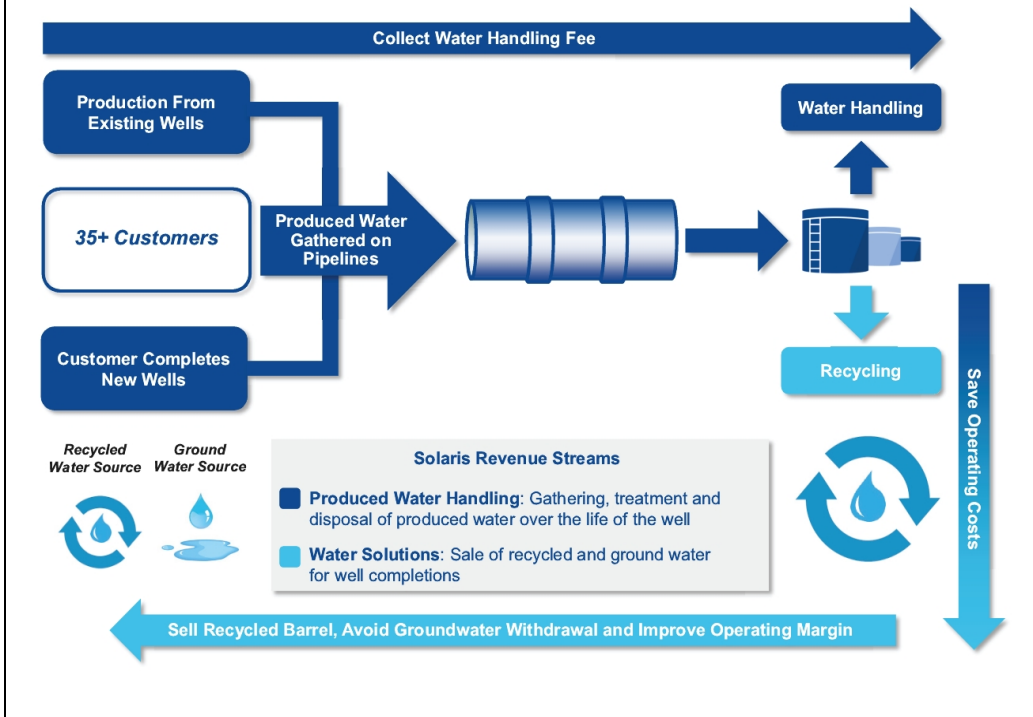 Collect Water Handling Fee
Production From
Existing Wells
Water Handling
35+ Customers
Produced Water
Gathered on
Pipelines
Customer Completes
New Wells
Recycling
Save Operating Costs
Recycled
Water Source
Ground
Water Source
Solaris Revenue Streams
Produced Water Handling: Gathering, treatment and
disposal of produced water over the life of the well
Water Solutions: Sale of recycled and ground water
for well completions
Sell Recycled Barrel, Avoid Groundwater Withdrawal and Improve Operating Margin